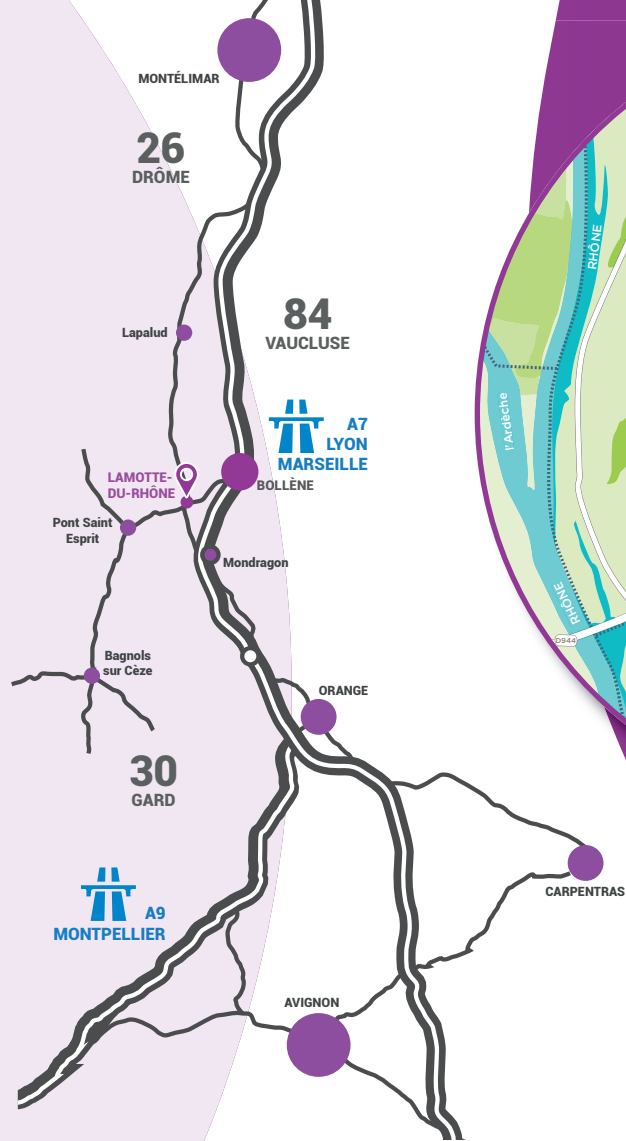 MONTÉLIMAR
26
DRÔME
RHÔNE
84
VAUCLUSE
Lapalud
l'Ardèche
A7
LYON
MARSEILLE
LAMOTTE-
DU-RHÔNE
BOLLÈNE
Pont Saint
Esprit
Mondragon
RHÔNE
D944
Bagnols
sur Cèze
ORANGE
30
GARD
CARPENTRAS
A9
MONTPELLIER
AVIGNON